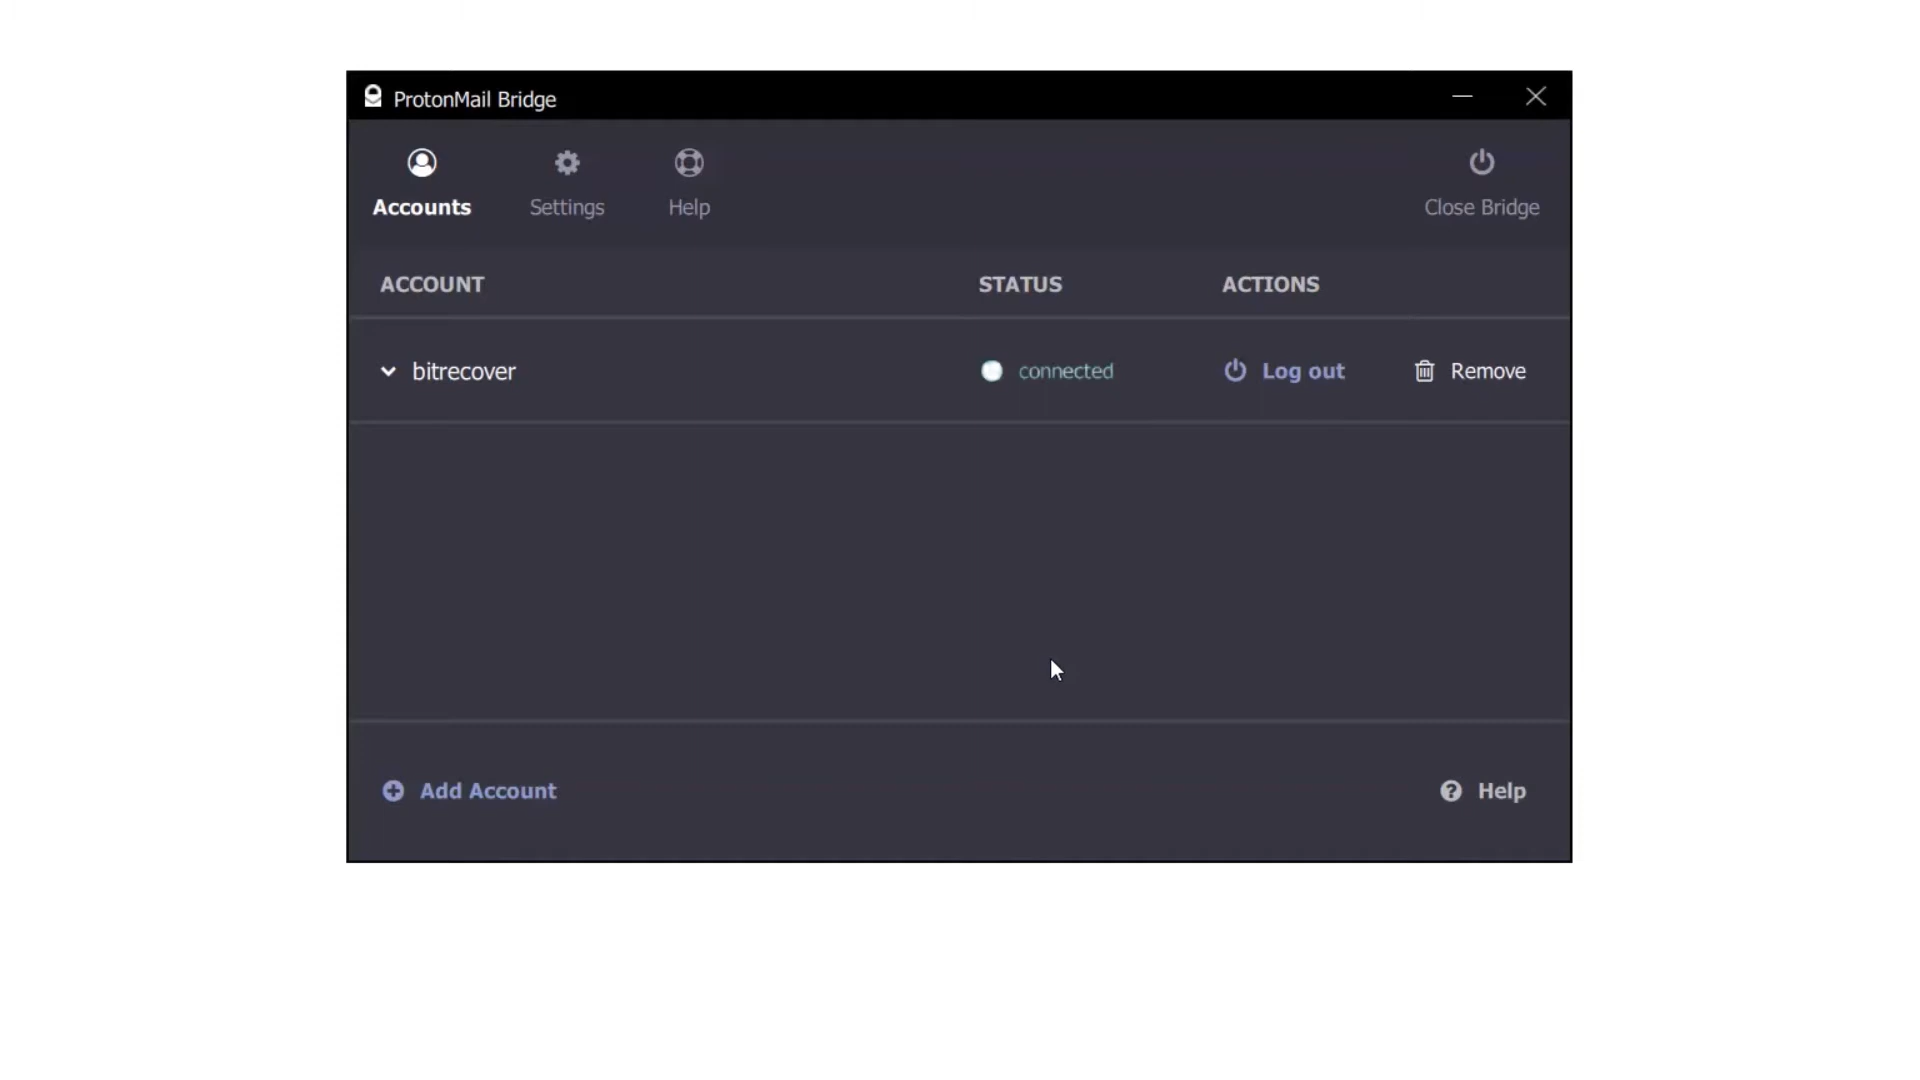 ProtonMail Bridge
Accounts Settings Help Close Bridge
ACCOUNT STATUS ACTIONS
bitrecover connected Log out Remove
Add Account Help